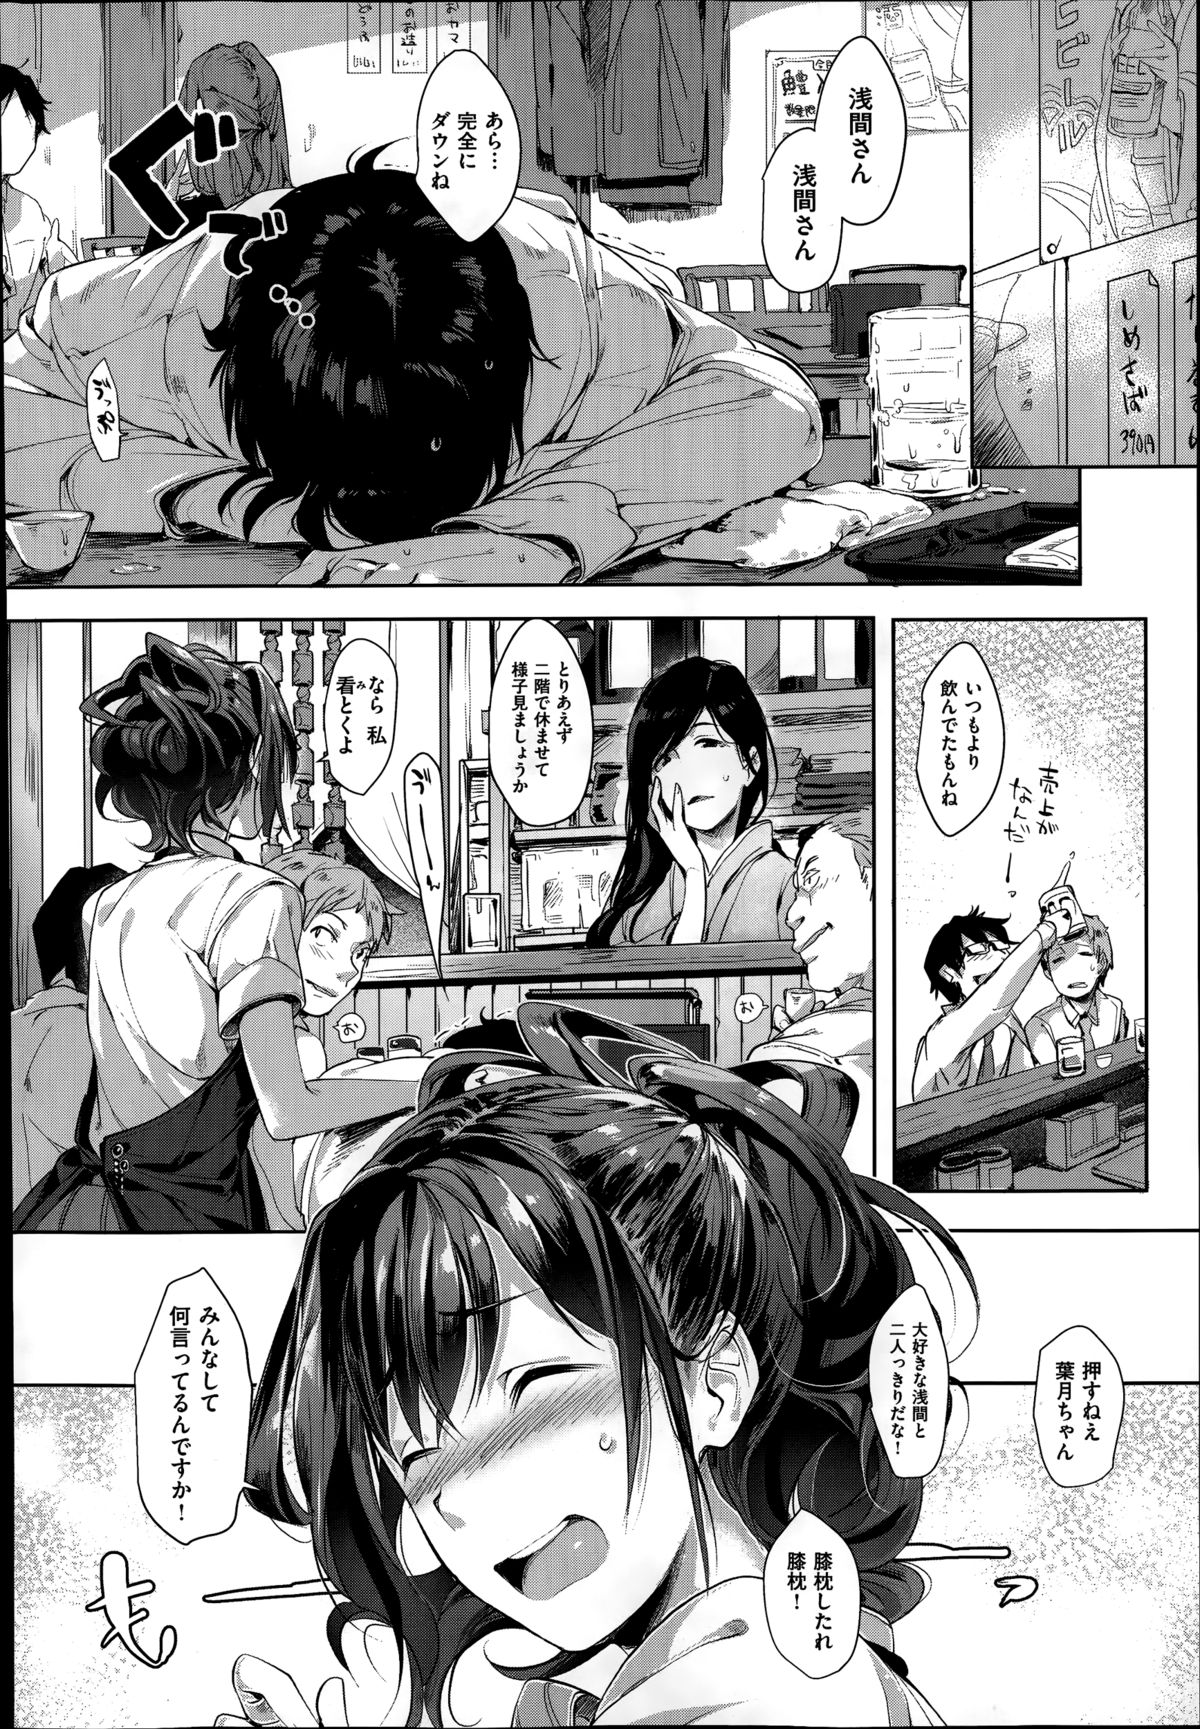 浅間さん
浅間さん
しめさば
390円
あら…
完全に
ダウンね
いつもより
飲んでたもんね
売上が
なんだーっ
とりあえず
二階で休ませて
様子見ましょうか
なら 私
看とくよ
み
お
お
押すねえ
葉月ちゃん
大好きな浅間と
二人っきりだな！
膝枕したれ
膝枕！
みんなして
何言ってるんですか！
もーっ